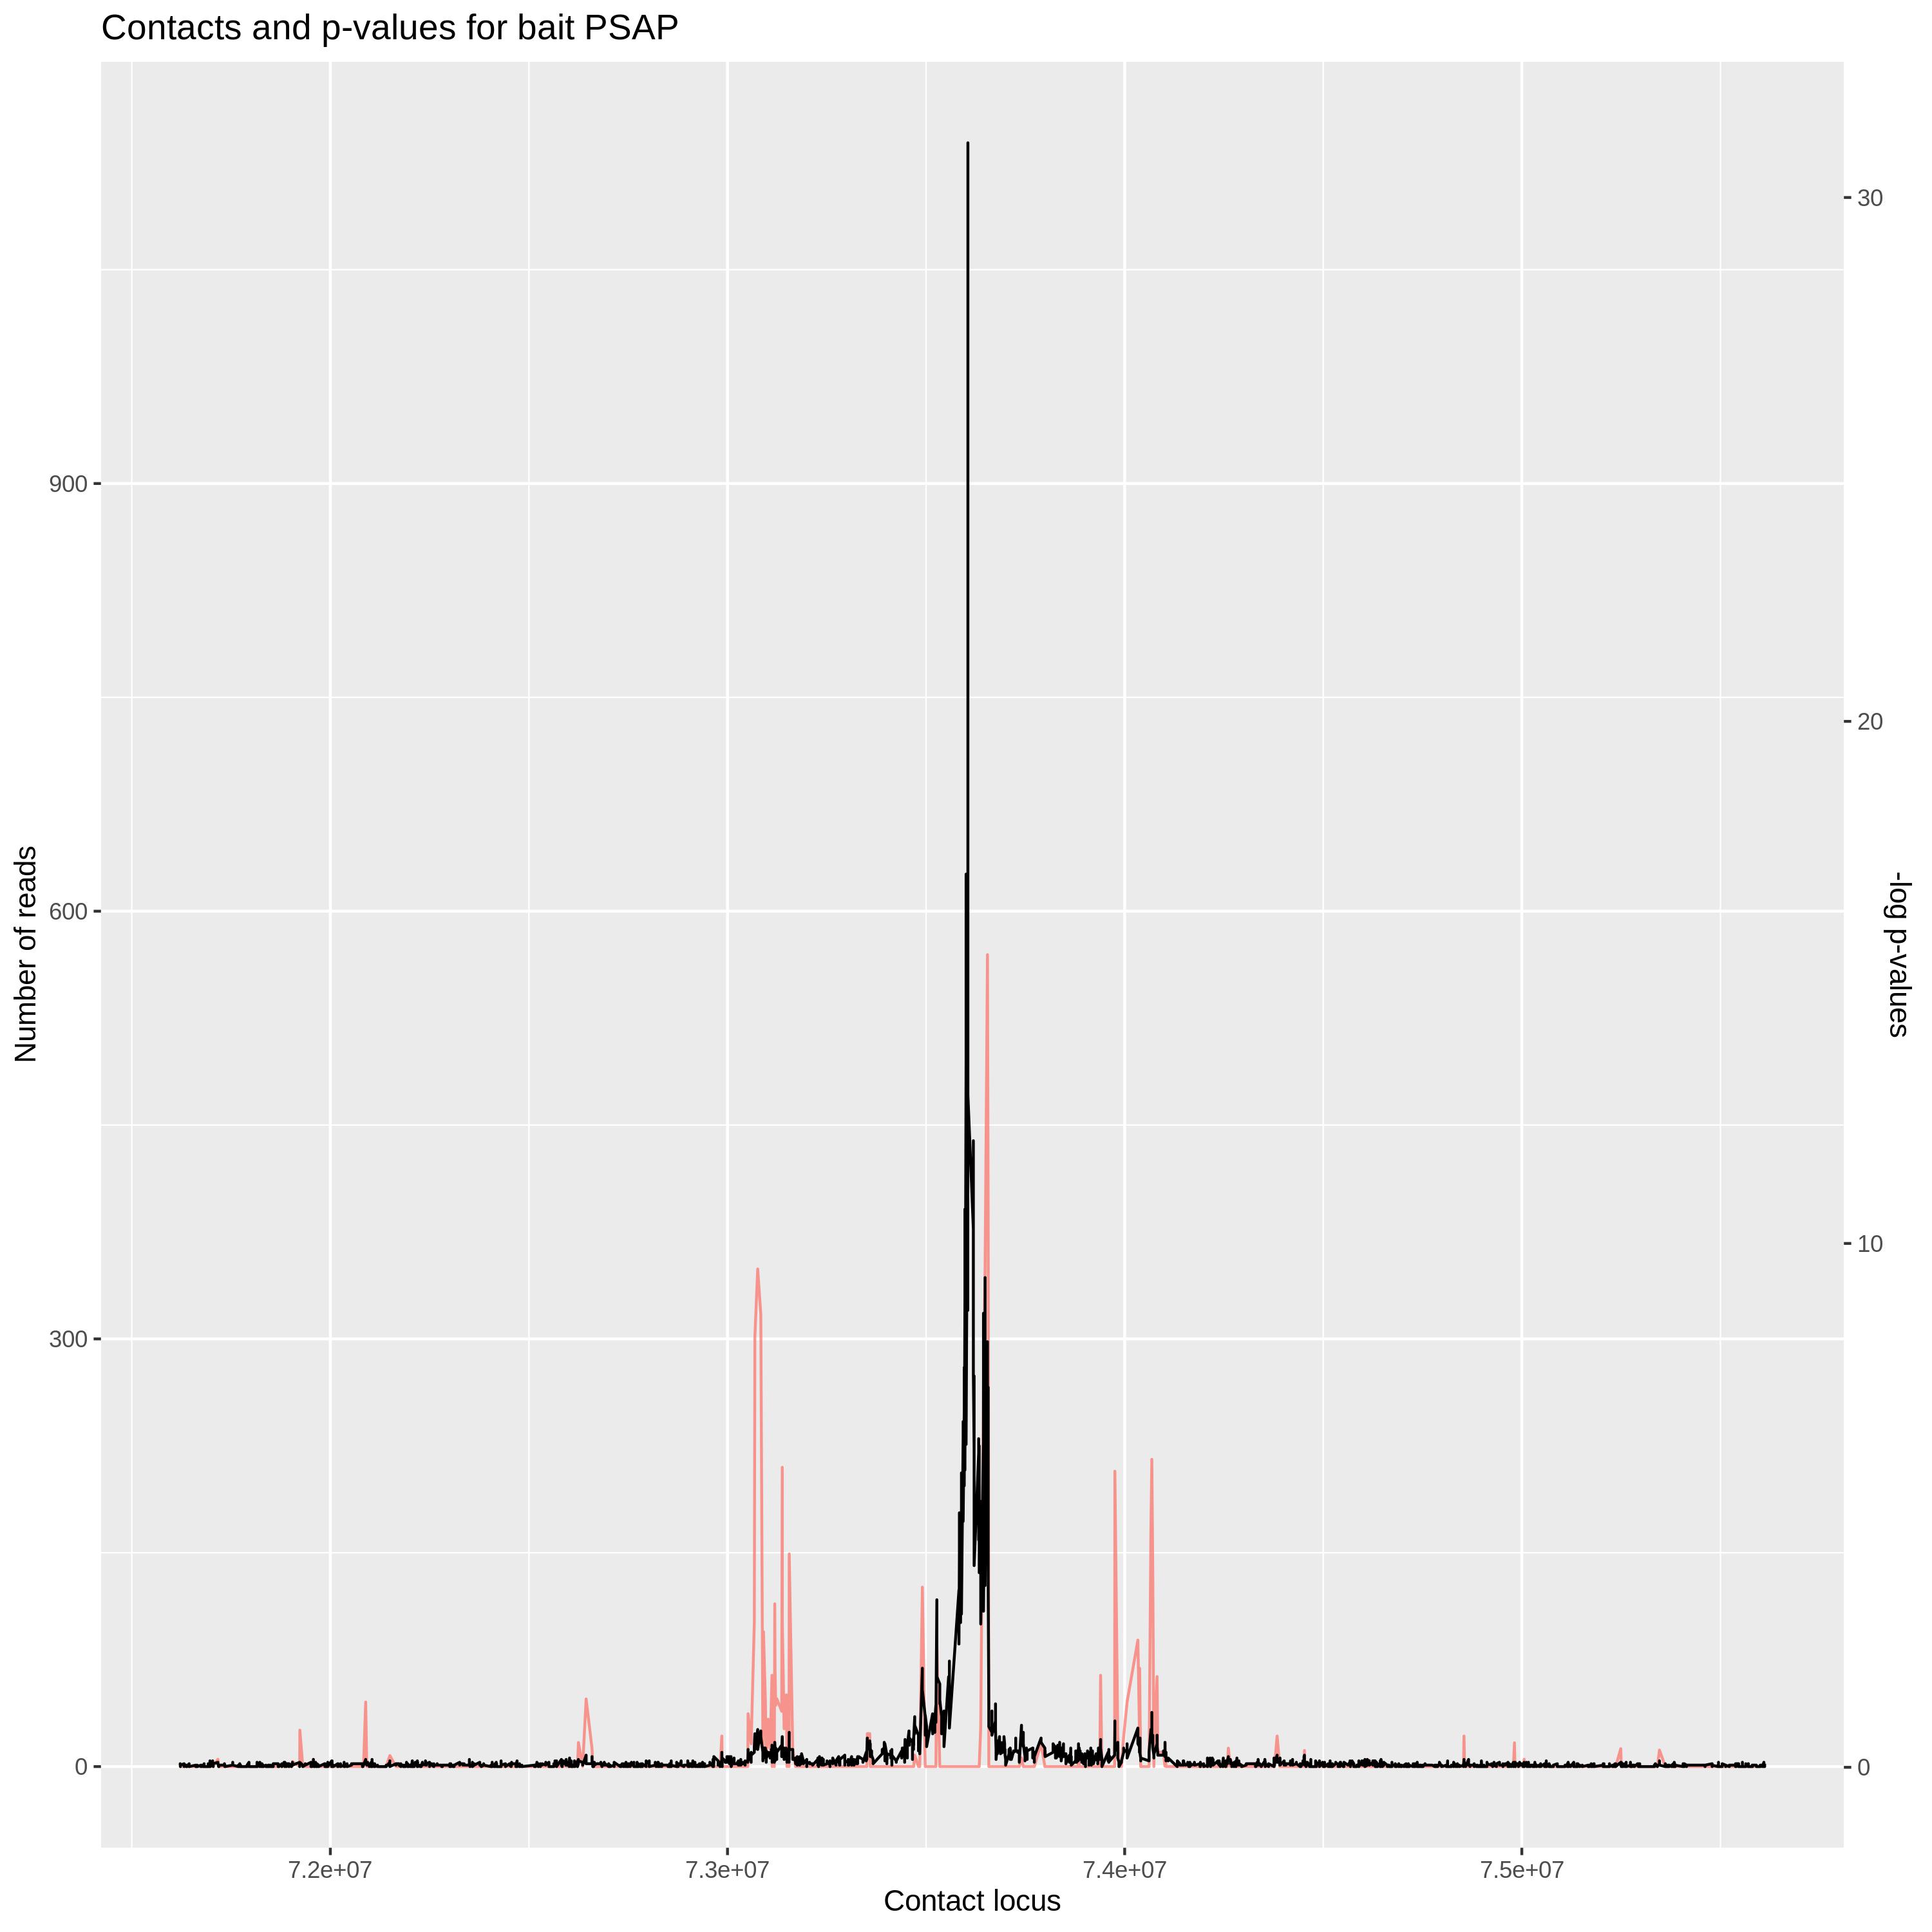 Contacts and p-values for bait PSAP
Number of reads
900
600
300
0
30
20
10
0
-log p-values
7.2e+07
7.3e+07
7.4e+07
7.5e+07
Contact locus